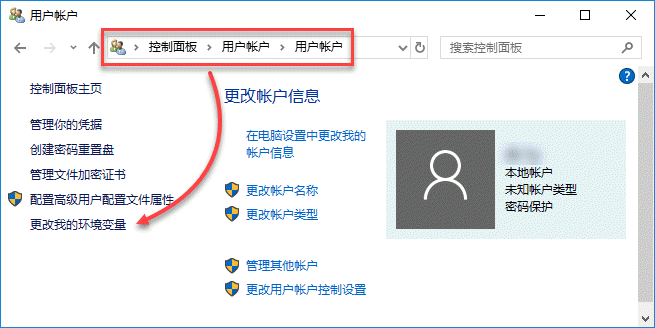 用户帐户
控制面板 用户帐户 用户帐户
搜索控制面板
控制面板主页
管理你的凭据
创建密码重置盘
管理文件加密证书
配置高级用户配置文件属性
更改我的环境变量
更改帐户信息
在电脑设置中更改我的
帐户信息
更改帐户名称
更改帐户类型
管理其他帐户
更改用户帐户控制设置
本地帐户
未知帐户类型
密码保护
?